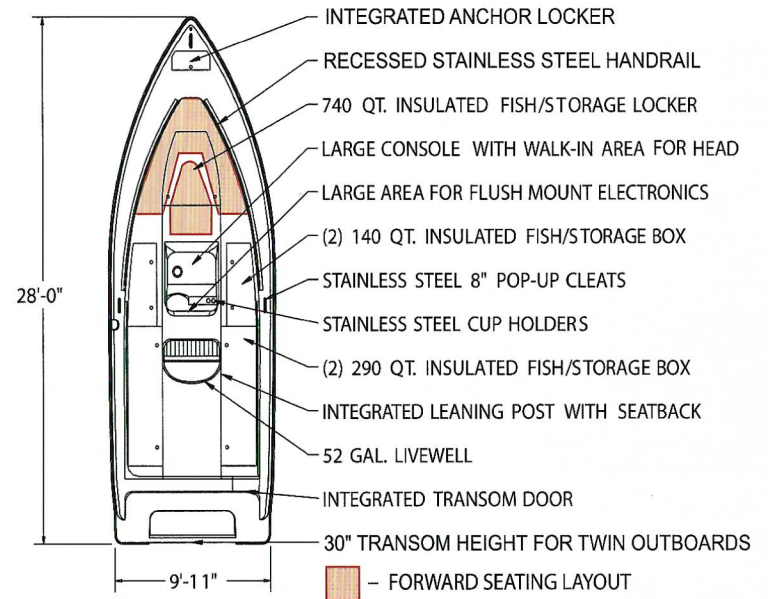 INTEGRATED ANCHOR LOCKER
RECESSED STAINLESS STEEL HANDRAIL
740 QT. INSULATED FISH/STORAGE LOCKER
LARGE CONSOLE WITH WALK-IN AREA FOR HEAD
LARGE AREA FOR FLUSH MOUNT ELECTRONICS
(2) 140 QT. INSULATED FISH/STORAGE BOX
STAINLESS STEEL 8" POP-UP CLEATS
28'-0"
STAINLESS STEEL CUP HOLDERS
(2) 290 QT. INSULATED FISH/STORAGE BOX
INTEGRATED LEANING POST WITH SEATBACK
52 GAL. LIVEWELL
INTEGRATED TRANSOM DOOR
30" TRANSOM HEIGHT FOR TWIN OUTBOARDS
9'-11"
– FORWARD SEATING LAYOUT